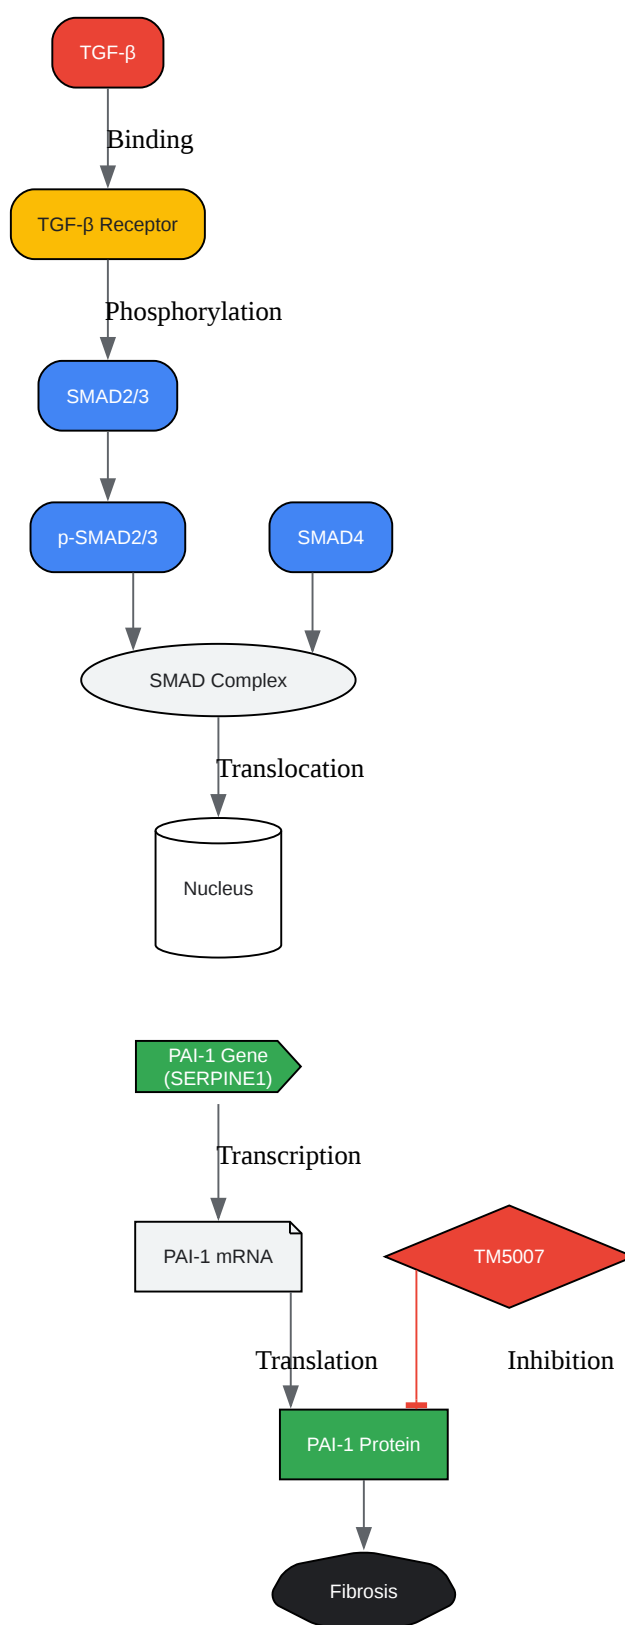 TGF-β
Binding
TGF-β Receptor
Phosphorylation
SMAD2/3
p-SMAD2/3
SMAD4
SMAD Complex
Translocation
Nucleus
PAI-1 Gene
(SERPINE1)
Transcription
PAI-1 mRNA
TM5007
Translation
Inhibition
PAI-1 Protein
Fibrosis